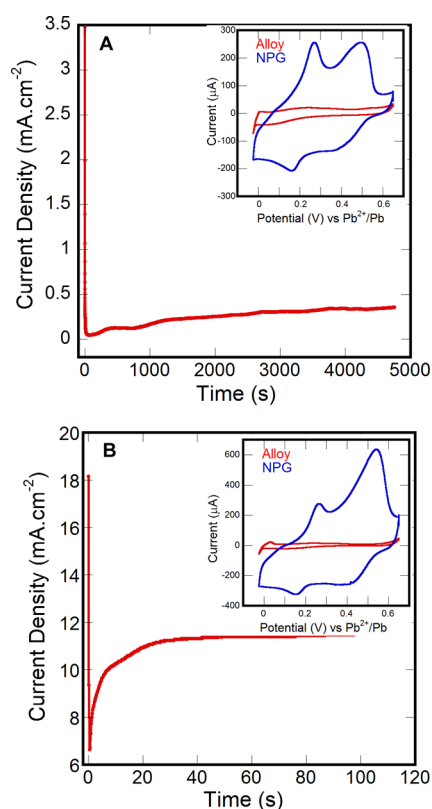 A
3.5
3
2.5
2
1.5
1
0.5
0
Current Density (mA.cm⁻²)
0 1000 2000 3000 4000 5000
Time (s)
Alloy
NPG
300
200
100
0
-100
-200
-300
Current (µA)
0 0.2 0.4 0.6
Potential (V) vs Pb²⁺/Pb
B
20
18
16
14
12
10
8
6
Current Density (mA.cm⁻²)
0 20 40 60 80 100 120
Time (s)
Alloy
NPG
600
400
200
0
-200
-400
Current (µA)
0 0.2 0.4 0.6
Potential (V) vs Pb²⁺/Pb